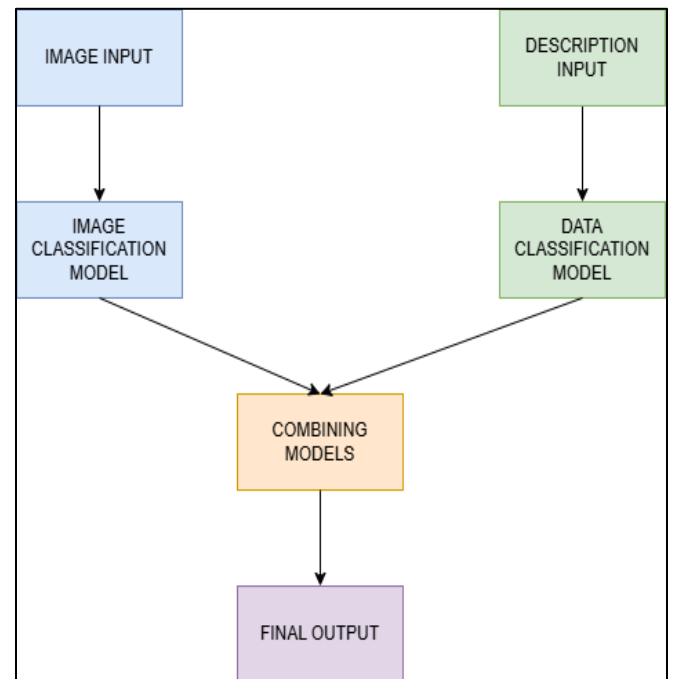 IMAGE INPUT
DESCRIPTION
INPUT
IMAGE
CLASSIFICATION
MODEL
DATA
CLASSIFICATION
MODEL
COMBINING
MODELS
FINAL OUTPUT